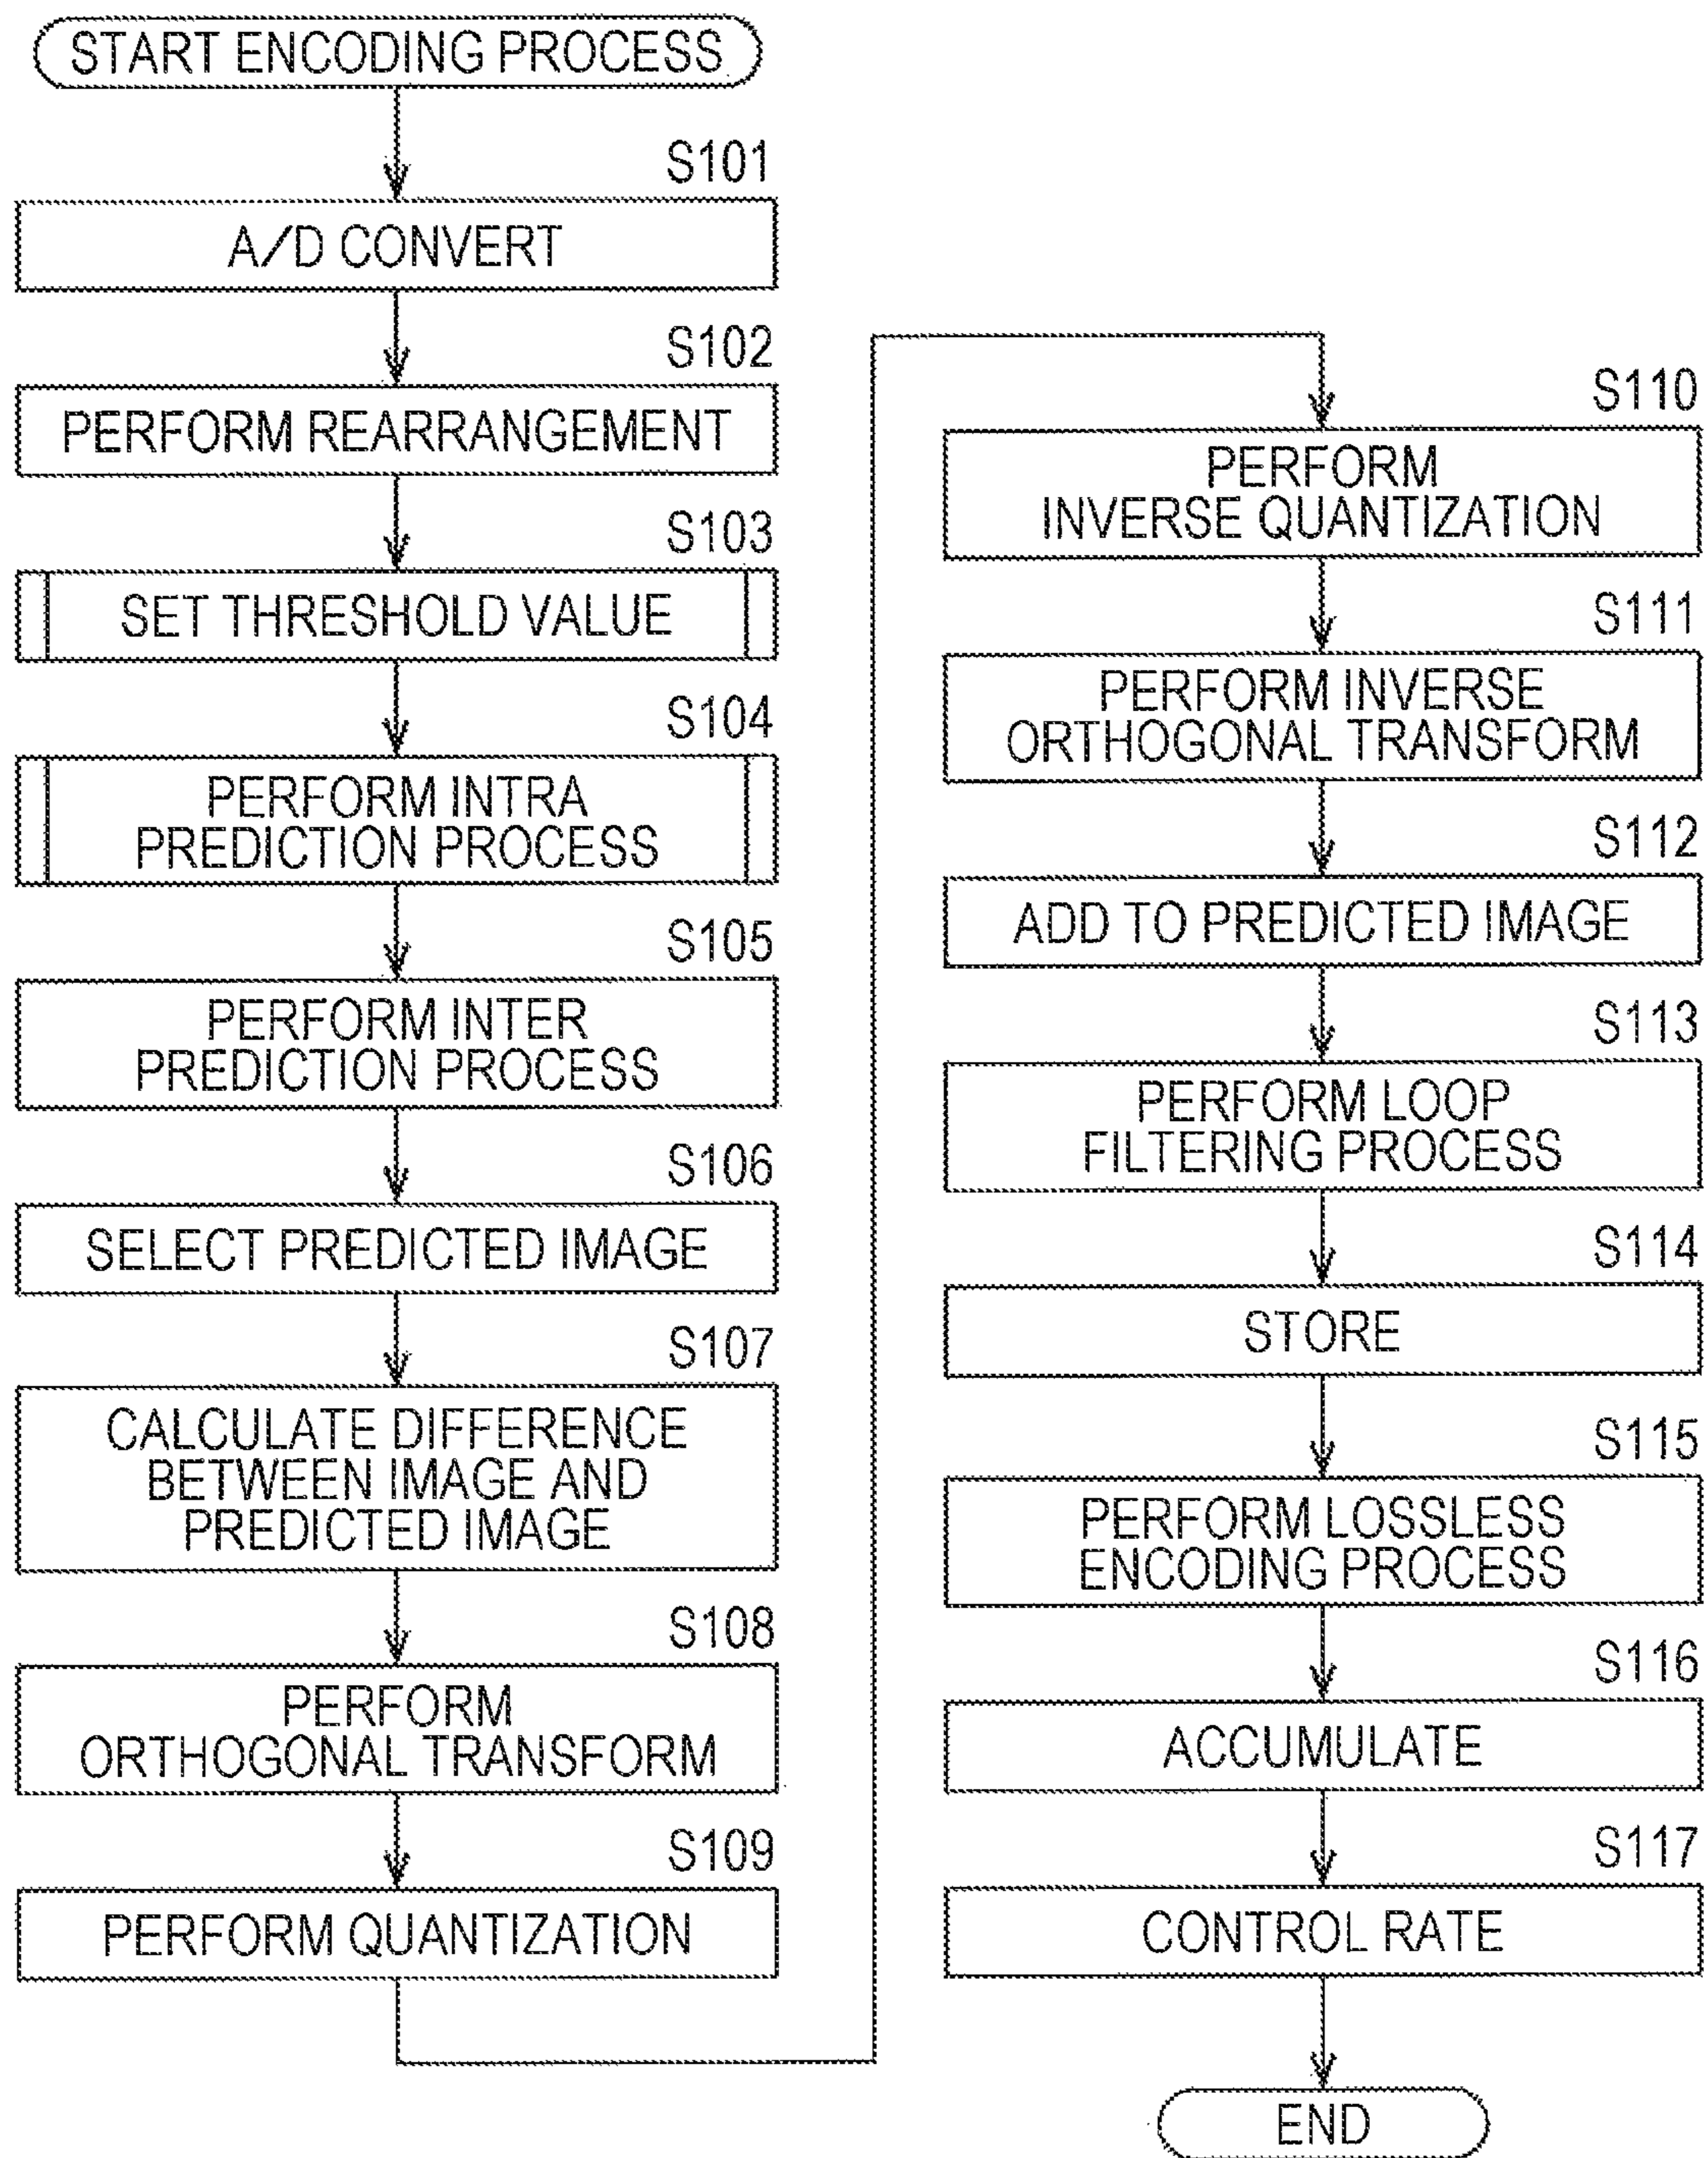 START ENCODING PROCESS
S101
A/D CONVERT
S102
PERFORM REARRANGEMENT
S103
SET THRESHOLD VALUE
S104
PERFORM INTRA
PREDICTION PROCESS
S105
PERFORM INTER
PREDICTION PROCESS
S106
SELECT PREDICTED IMAGE
S107
CALCULATE DIFFERENCE
BETWEEN IMAGE AND
PREDICTED IMAGE
S108
PERFORM
ORTHOGONAL TRANSFORM
S109
PERFORM QUANTIZATION
S110
PERFORM
INVERSE QUANTIZATION
S111
PERFORM INVERSE
ORTHOGONAL TRANSFORM
S112
ADD TO PREDICTED IMAGE
S113
PERFORM LOOP
FILTERING PROCESS
S114
STORE
S115
PERFORM LOSSLESS
ENCODING PROCESS
S116
ACCUMULATE
S117
CONTROL RATE
END